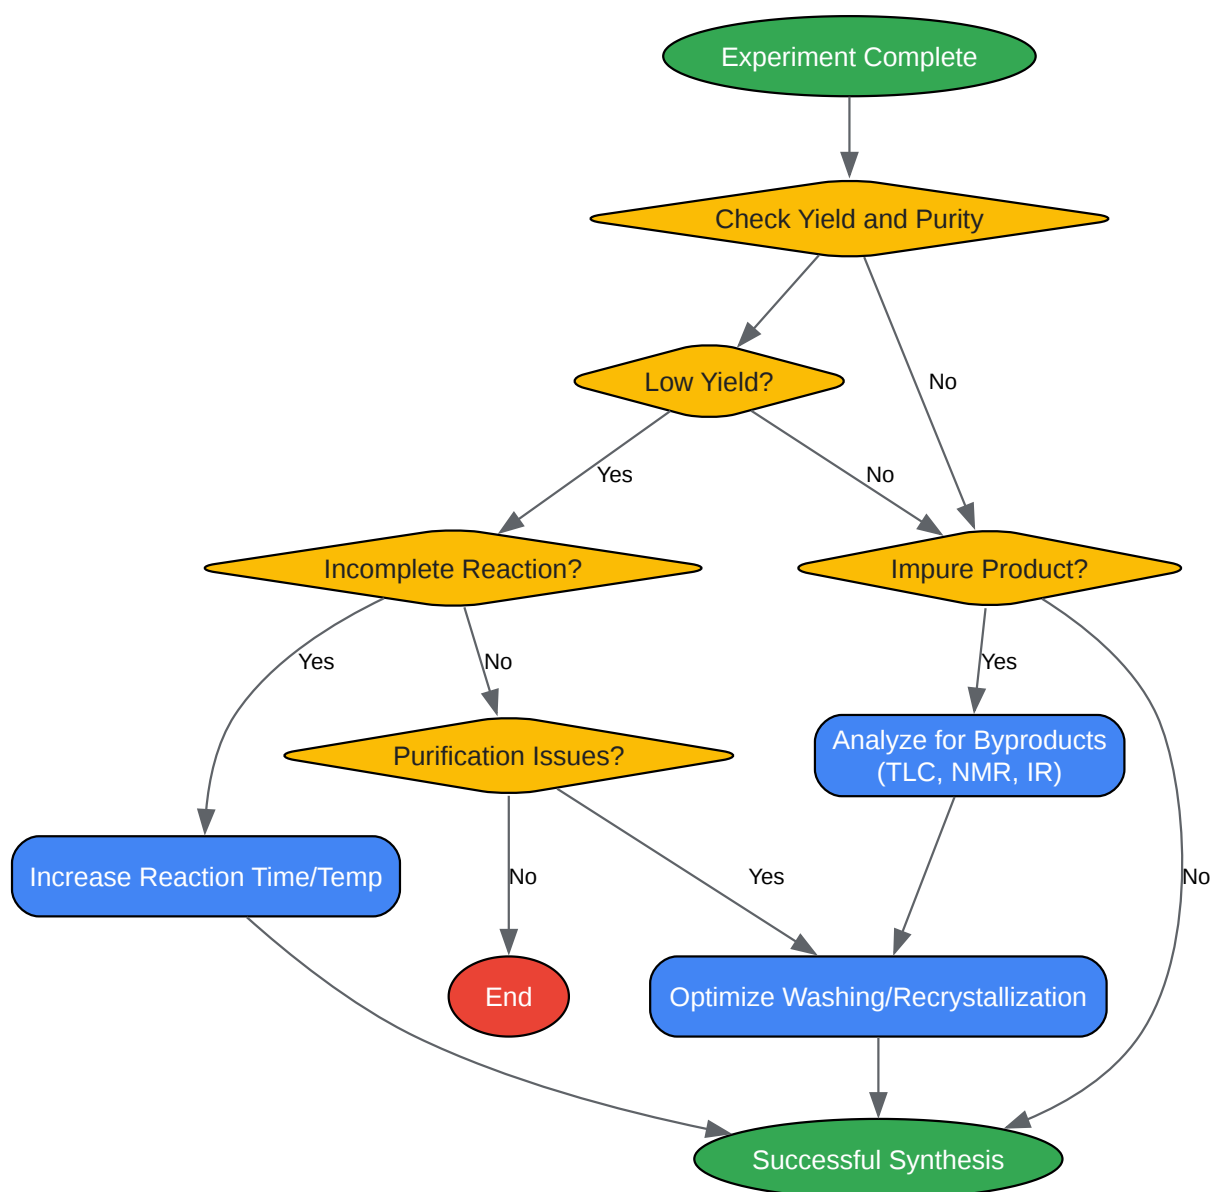 Experiment Complete
Check Yield and Purity
Low Yield?
No
Yes
No
Incomplete Reaction?
Impure Product?
Yes
No
Yes
Purification Issues?
Analyze for Byproducts
(TLC, NMR, IR)
Increase Reaction Time/Temp
No
Yes
No
End
Optimize Washing/Recrystallization
Successful Synthesis